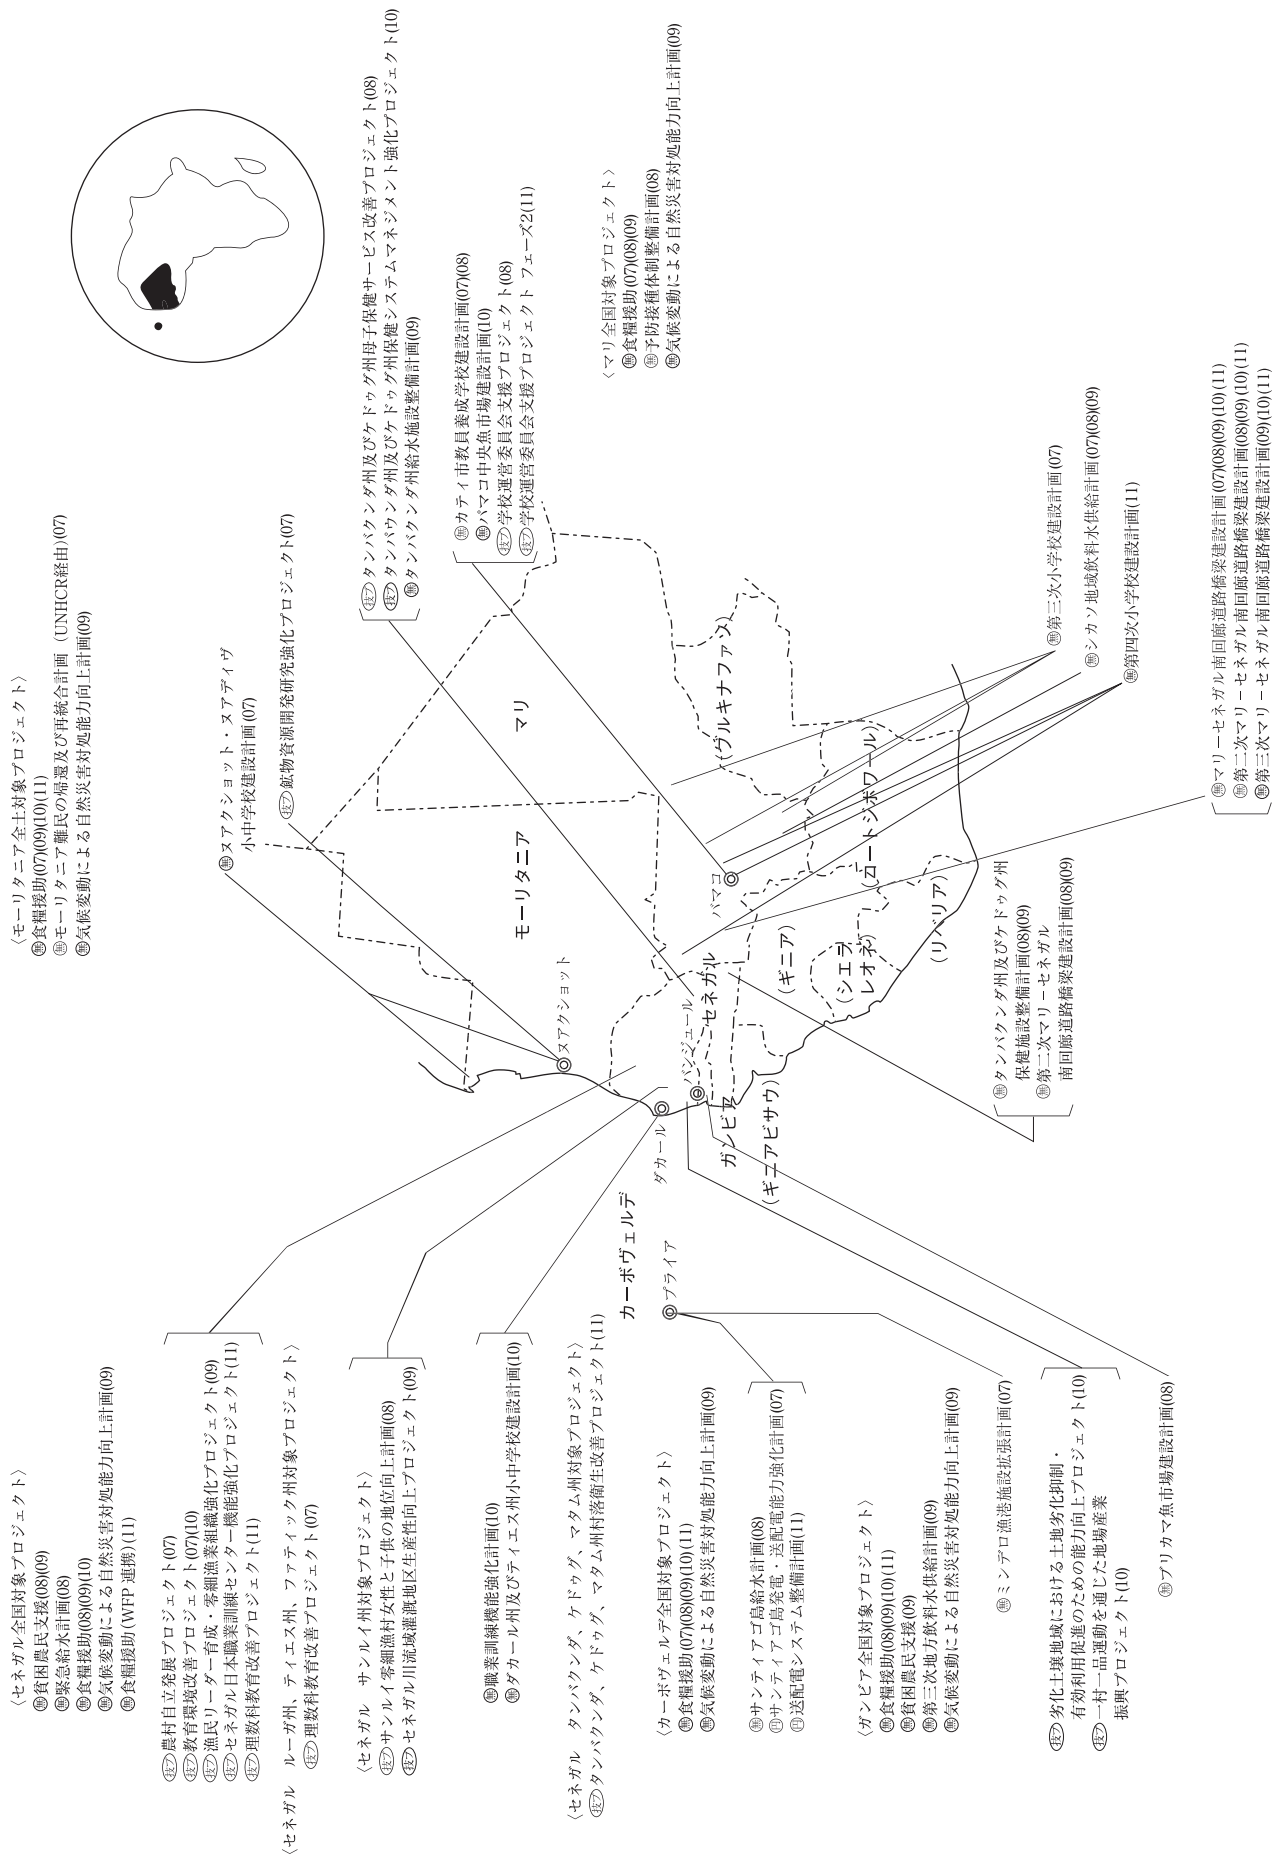 〈セネガル全国対象プロジェクト〉
㊇貧困農民支援(08)(09)
㊇緊急給水計画(08)
㊇食糧援助(08)(09)(10)
㊇気候変動による自然災害対処能力向上計画(09)
㊇食糧援助(WFP 連携)(11)
技プ農村自立発展プロジェクト(07)
技プ教育環境改善プロジェクト(07)(10)
技プ漁民リーダー育成・零細漁業組織強化プロジェクト(09)
技プセネガル日本職業訓練センター機能強化プロジェクト(11)
技プ理数科教育改善プロジェクト(11)
〈セネガル ルーガ州、ティエス州、ファティック州対象プロジェクト〉
技プ理数科教育改善プロジェクト(07)
〈セネガル サンルイ州対象プロジェクト〉
技プサンルイ零細漁村女性と子供の地位向上計画(08)
技プセネガル川流域灌漑地区生産性向上プロジェクト(09)
無職業訓練機能強化計画(10)
無ダカール州及びティエス州小中学校建設計画(10)
〈セネガル タンバクンダ、ケドゥグ、マタム州対象プロジェクト〉
技プタンバクンダ、ケドゥグ、マタム州村落衛生改善プロジェクト(11)
〈カーボヴェルデ全国対象プロジェクト〉
無食糧援助(07)(08)(09)(10)(11)
無気候変動による自然災害対処能力向上計画(09)
無サンティアゴ島給水計画(08)
円サンティアゴ島発電・送配電能力強化計画(07)
円送配電システム整備計画(11)
〈ガンビア全国対象プロジェクト〉
無食糧援助(08)(09)(10)(11)
無貧困農民支援(09)
無第三次地方飲料水供給計画(09)
無気候変動による自然災害対処能力向上計画(09)
無ミンデロ漁港施設拡張計画(07)
技プ劣化土壌地域における土地劣化抑制・
有効利用促進のための能力向上プロジェクト(10)
技プ一村一品運動を通じた地場産業
振興プロジェクト(10)
無ブリカマ魚市場建設計画(08)
〈モーリタニア全土対象プロジェクト〉
無食糧援助(07)(09)(10)(11)
無モーリタニア難民の帰還及び再統合計画(UNHCR経由)(07)
無気候変動による自然災害対処能力向上計画(09)
無ヌアクショット・ヌアディヴ
小中学校建設計画(07)
技プ鉱物資源開発研究強化プロジェクト(07)
技プタンバクンダ州及びケドゥグ州母子保健サービス改善プロジェクト(08)
技プタンバウンダ州及びケドゥグ州保健システムマネジメント強化プロジェクト(10)
無タンバクンダ州給水施設整備計画(09)
無カティ市教員養成学校建設計画(07)(08)
無バマコ中央魚市場建設計画(10)
技プ学校運営委員会支援プロジェクト(08)
技プ学校運営委員会支援プロジェクト フェーズ2(11)
〈マリ全国対象プロジェクト〉
無食糧援助(07)(08)(09)
無予防接種体制整備計画(08)
無気候変動による自然災害対処能力向上計画(09)
マリ
モーリタニア
ヌアクショット
カーボヴェルデ
プライア
ダカール
バンジュール
セネガル
バマコ
ガンビア
(ギニアビサウ)
(ギニア)
(シェラ
レオネ)
(リベリア)
(コートジボワール)
(ヴルキナファソ)
無第三次小学校建設計画(07)
無シカソ地域飲料水供給計画(07)(08)(09)
無第四次小学校建設計画(11)
無タンバクンダ州及びケドゥグ州
保健施設整備計画(08)(09)
無第二次マリ－セネガル
南回廊道路橋梁建設計画(08)(09)
無マリ－セネガル南回廊道路橋梁建設計画(07)(08)(09)(10)(11)
無第二次マリ－セネガル南回廊道路橋梁建設計画(08)(09)(10)(11)
無第三次マリ－セネガル南回廊道路橋梁建設計画(09)(10)(11)